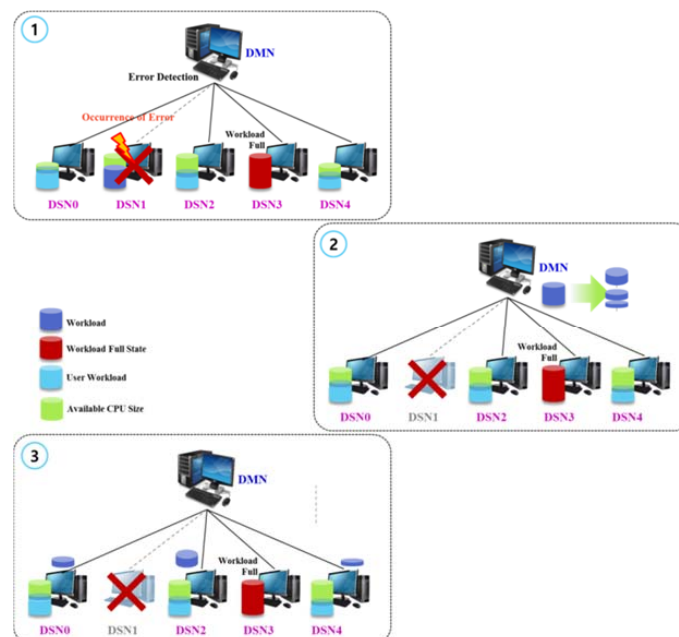 1
DMN
Error Detection
Occurrence of Error
Workload
Full
DSN0 DSN1 DSN2 DSN3 DSN4
2
DMN
Workload
Full
DSN0 DSN1 DSN2 DSN3 DSN4
Workload
Workload Full State
User Workload
Available CPU Size
3
DMN
Workload
Full
DSN0 DSN1 DSN2 DSN3 DSN4